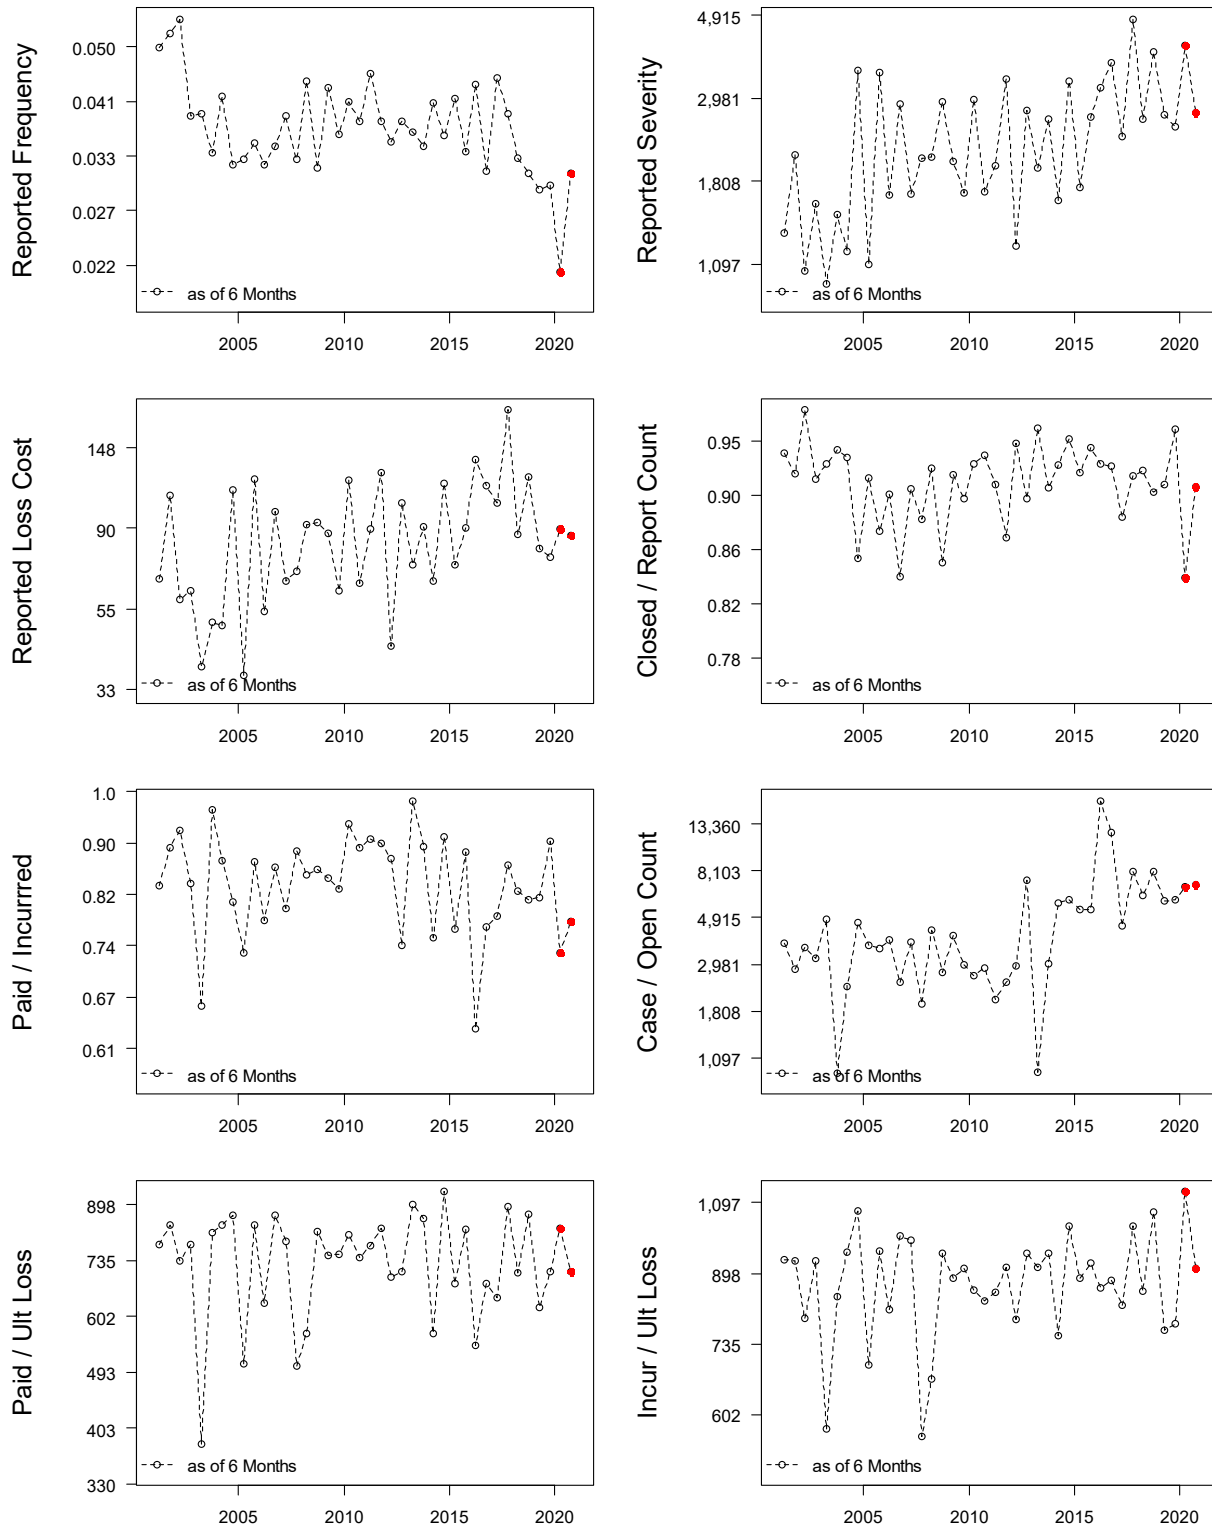 Reported Frequency
0.050
0.041
0.033
0.027
0.022
as of 6 Months
2005 2010 2015 2020
Reported Severity
4,915
2,981
1,808
1,097
as of 6 Months
2005 2010 2015 2020
Reported Loss Cost
148
90
55
33
as of 6 Months
2005 2010 2015 2020
Closed / Report Count
0.95
0.90
0.86
0.82
0.78
as of 6 Months
2005 2010 2015 2020
Paid / Incurrred
1.0
0.90
0.82
0.74
0.67
0.61
as of 6 Months
2005 2010 2015 2020
Case / Open Count
13,360
8,103
4,915
2,981
1,808
1,097
as of 6 Months
2005 2010 2015 2020
Paid / Ult Loss
898
735
602
493
403
330
as of 6 Months
2005 2010 2015 2020
Incur / Ult Loss
1,097
898
735
602
as of 6 Months
2005 2010 2015 2020